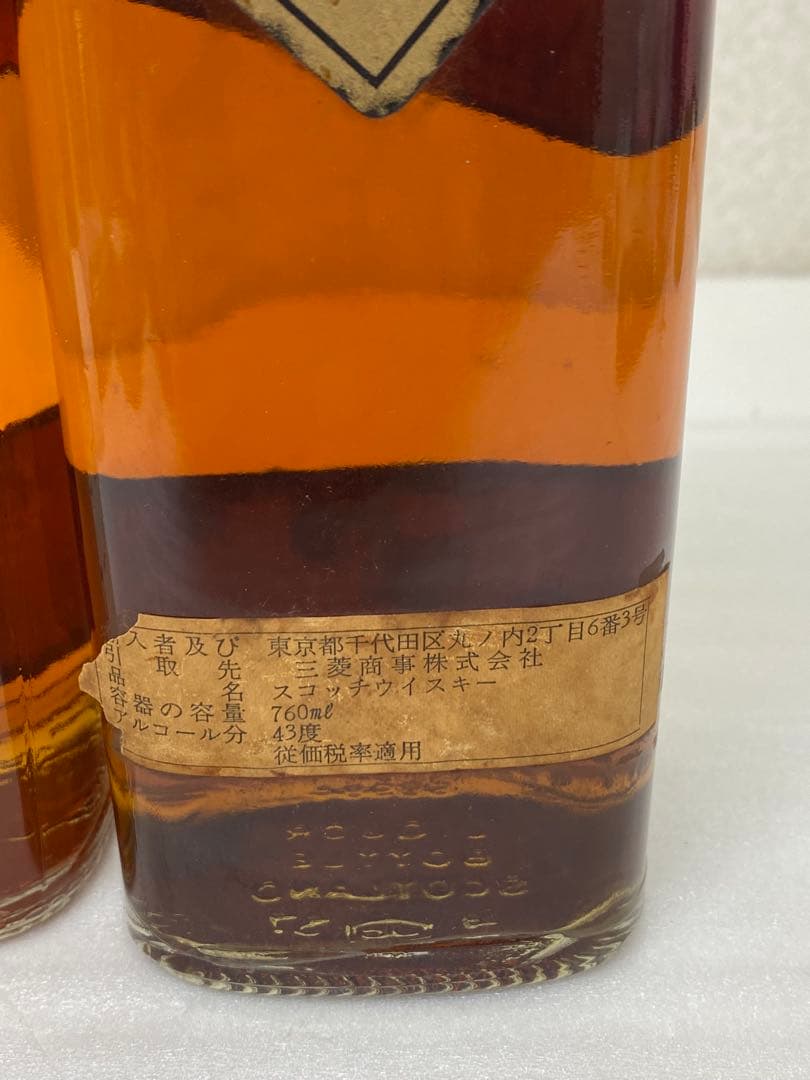 入者及び 東京都千代田区丸ノ内2丁目6番3号
引取先 三菱商事株式会社
品名 スコッチウイスキー
容器の容量 760ml
アルコール分 43度
従価税率適用